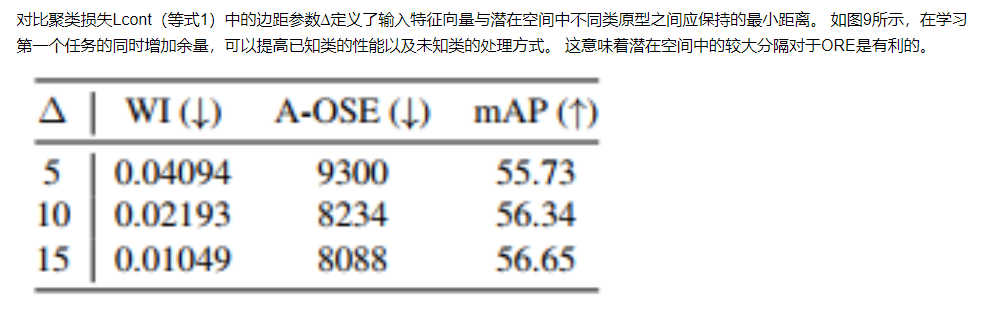 对比聚类损失Lcont（等式1）中的边距参数Δ定义了输入特征向量与潜在空间中不同类原型之间应保持的最小距离。 如图9所示，在学习
第一个任务的同时增加余量，可以提高已知类的性能以及未知类的处理方式。 这意味着潜在空间中的较大分隔对于ORE是有利的。
Δ WI (↓) A-OSE (↓) mAP (↑)
5 0.04094 9300 55.73
10 0.02193 8234 56.34
15 0.01049 8088 56.65